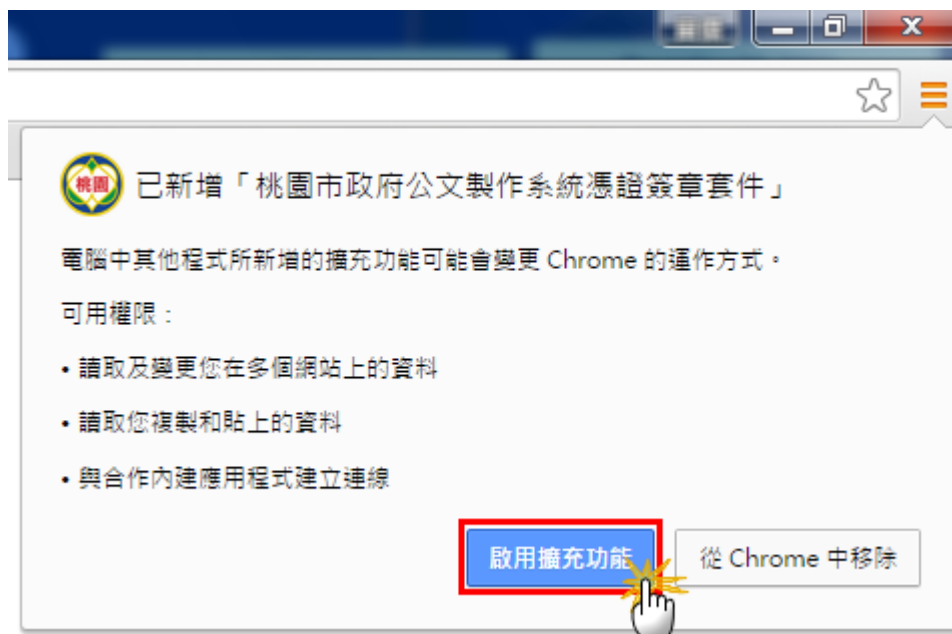 桃園
已新增「桃園市政府公文製作系統憑證簽章套件」
電腦中其他程式所新增的擴充功能可能會變更 Chrome 的運作方式。
可用權限：
• 讀取及變更您在多個網站上的資料
• 讀取您複製和貼上的資料
• 與合作內建應用程式建立連線
啟用擴充功能
從 Chrome 中移除